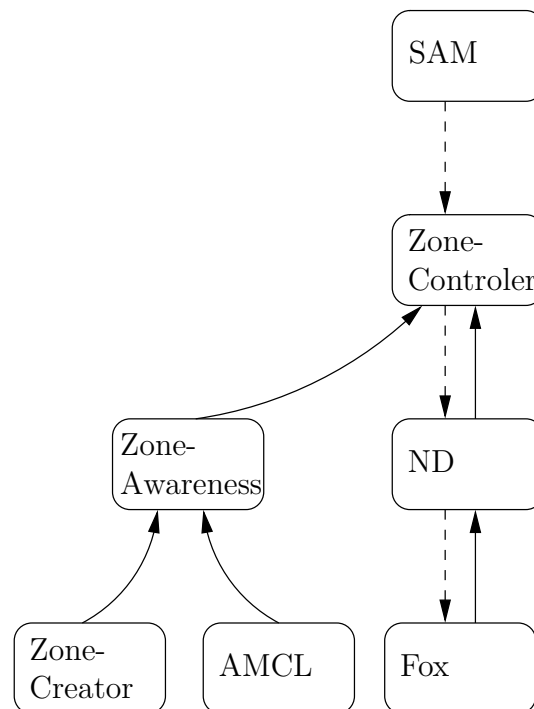 SAM
Zone-
Controler
Zone-
Awareness
ND
Zone-
Creator
AMCL
Fox